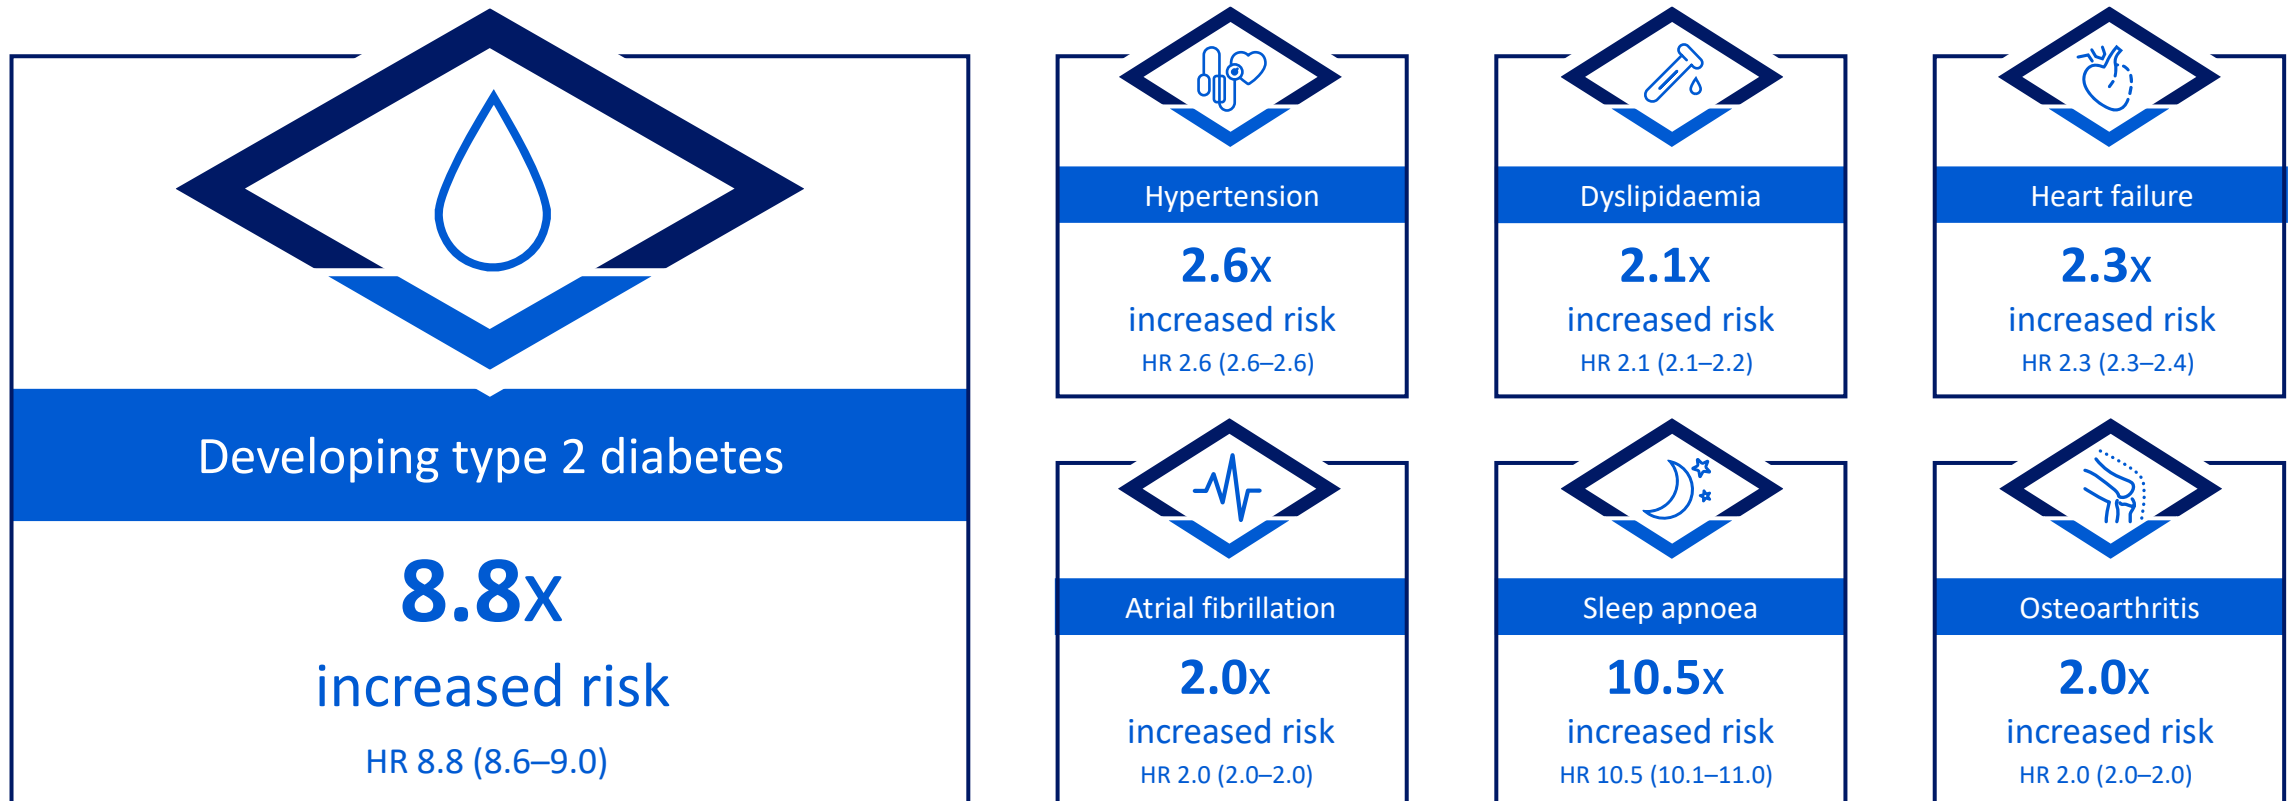 Developing type 2 diabetes
8.8x
increased risk
HR 8.8 (8.6–9.0)
Hypertension
2.6x
increased risk
HR 2.6 (2.6–2.6)
Dyslipidaemia
2.1x
increased risk
HR 2.1 (2.1–2.2)
Heart failure
2.3x
increased risk
HR 2.3 (2.3–2.4)
Atrial fibrillation
2.0x
increased risk
HR 2.0 (2.0–2.0)
Sleep apnoea
10.5x
increased risk
HR 10.5 (10.1–11.0)
Osteoarthritis
2.0x
increased risk
HR 2.0 (2.0–2.0)